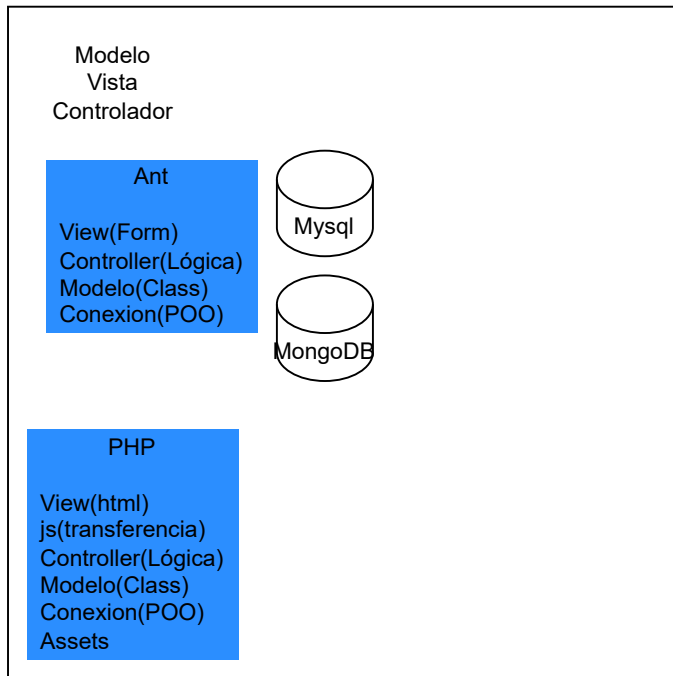 Modelo
Vista
Controlador
Ant
View(Form)
Controller(Lógica)
Modelo(Class)
Conexion(POO)
Mysql
MongoDB
PHP
View(html)
js(transferencia)
Controller(Lógica)
Modelo(Class)
Conexion(POO)
Assets